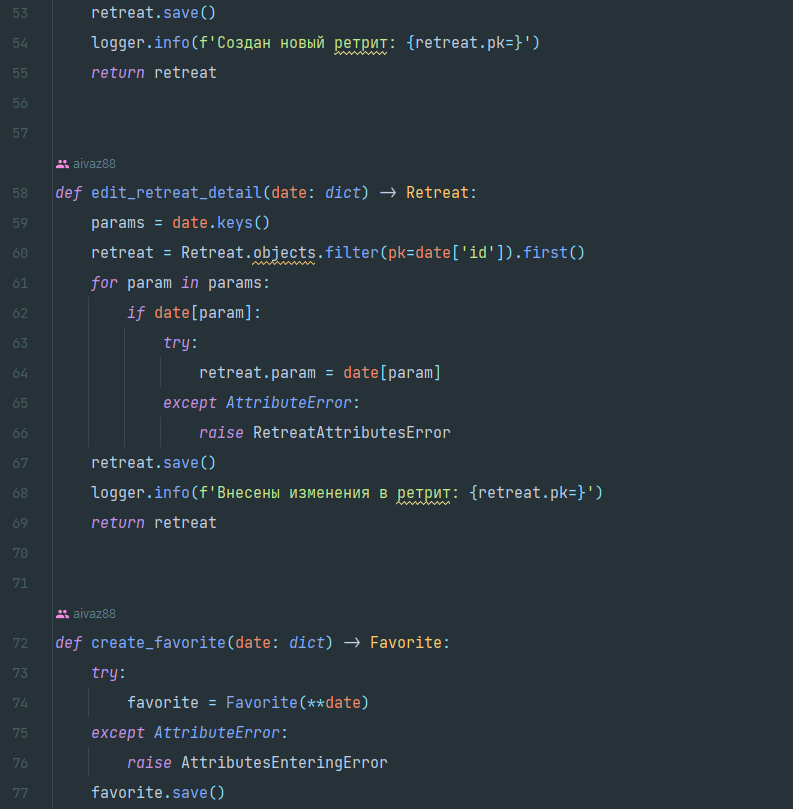 53 retreat.save()
54 logger.info(f'Создан новый ретрит: {retreat.pk=}')
55 return retreat
56
57
aivaz88
58 def edit_retreat_detail(date: dict) -> Retreat:
59 params = date.keys()
60 retreat = Retreat.objects.filter(pk=date['id']).first()
61 for param in params:
62 if date[param]:
63 try:
64 retreat.param = date[param]
65 except AttributeError:
66 raise RetreatAttributesError
67 retreat.save()
68 logger.info(f'Внесены изменения в ретрит: {retreat.pk=}')
69 return retreat
70
71
aivaz88
72 def create_favorite(date: dict) -> Favorite:
73 try:
74 favorite = Favorite(**date)
75 except AttributeError:
76 raise AttributesEnteringError
77 favorite.save()